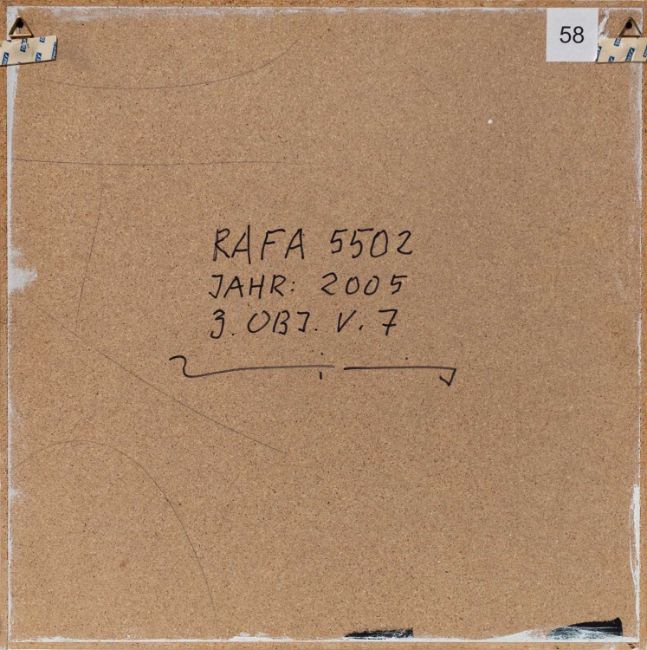 58
RAFA 5502
JAHR: 2005
3. OBJ. V. 7